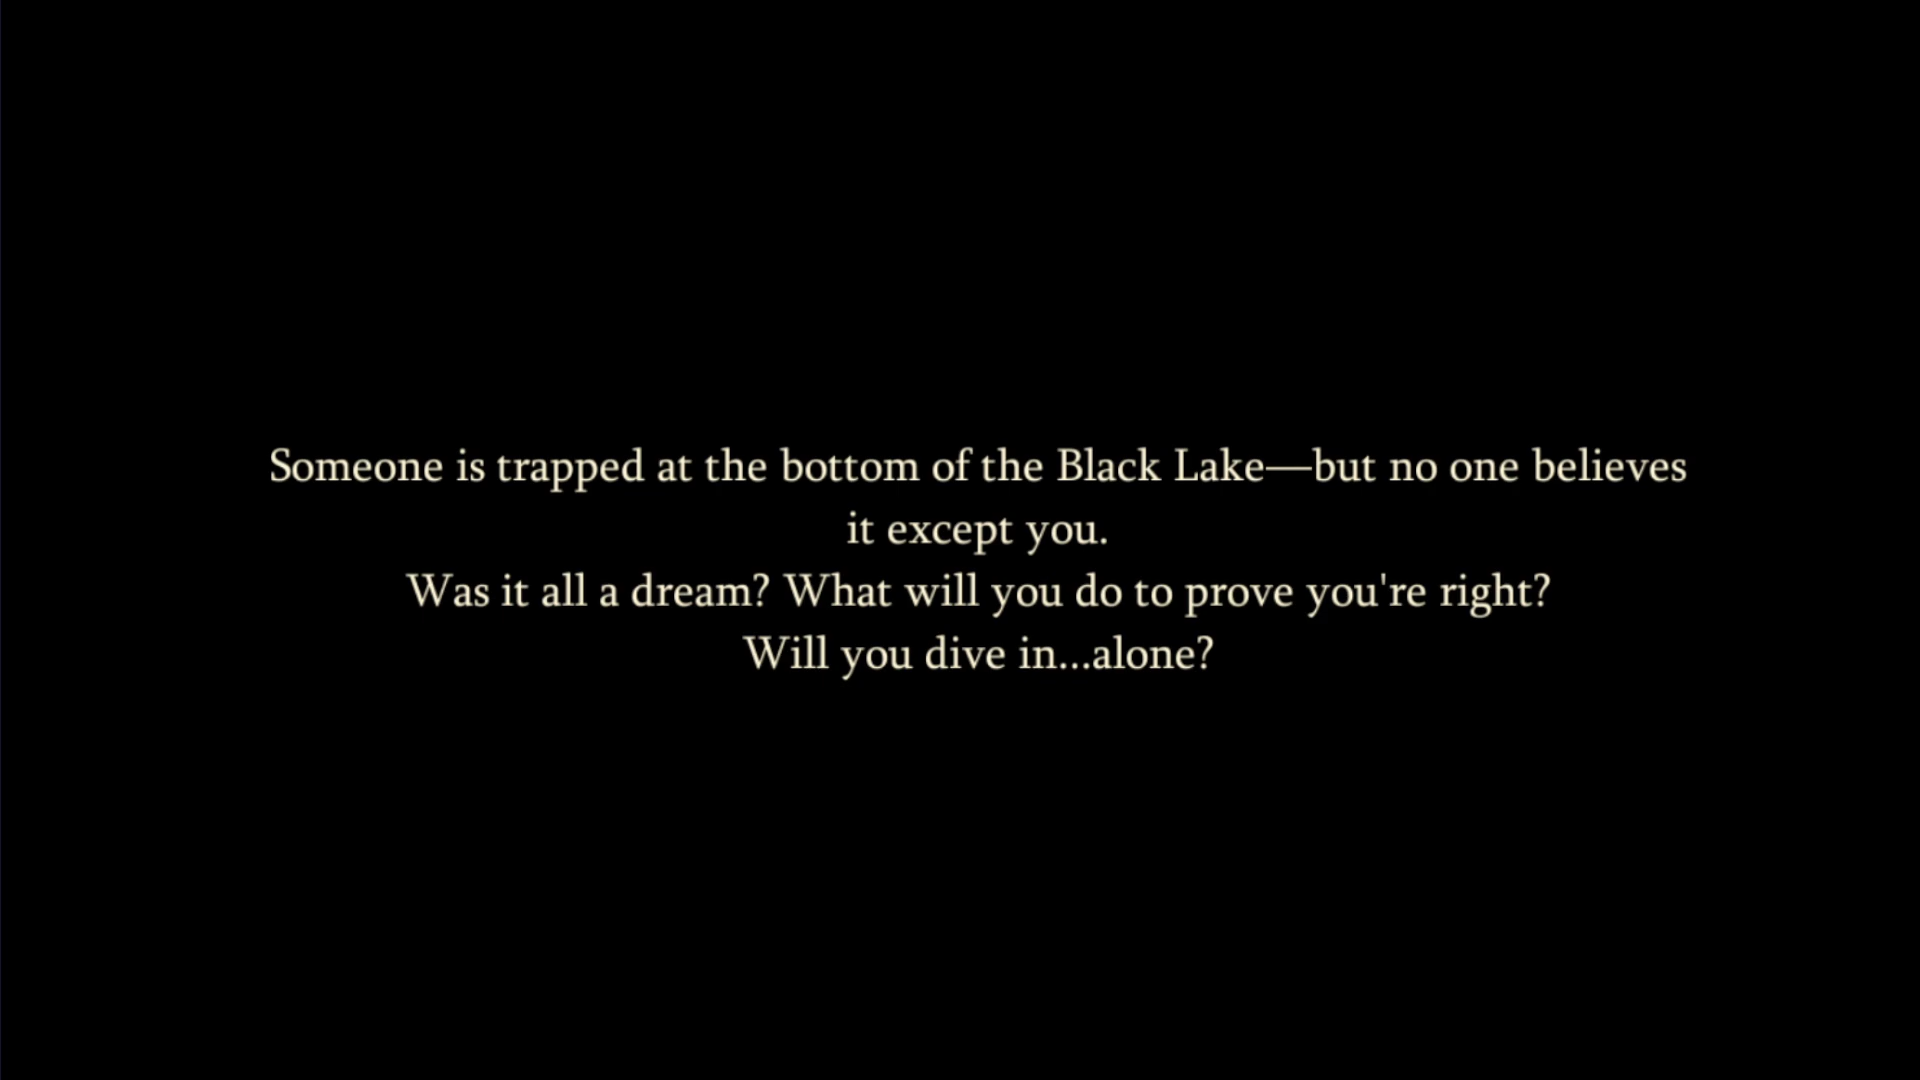 Someone is trapped at the bottom of the Black Lake—but no one believes
it except you.
Was it all a dream? What will you do to prove you're right?
Will you dive in...alone?